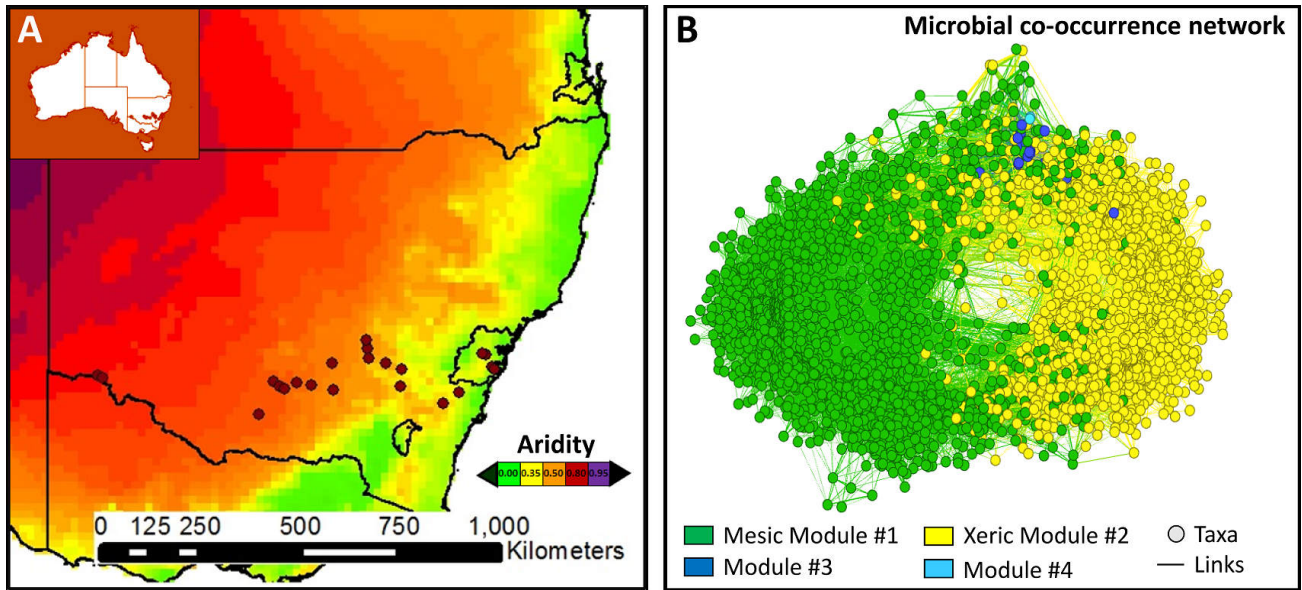 A
Aridity
0.00 0.35 0.50 0.80 0.95
0 125 250 500 750 1,000
Kilometers
B
Microbial co-occurrence network
Mesic Module #1
Xeric Module #2
Taxa
Module #3
Module #4
Links